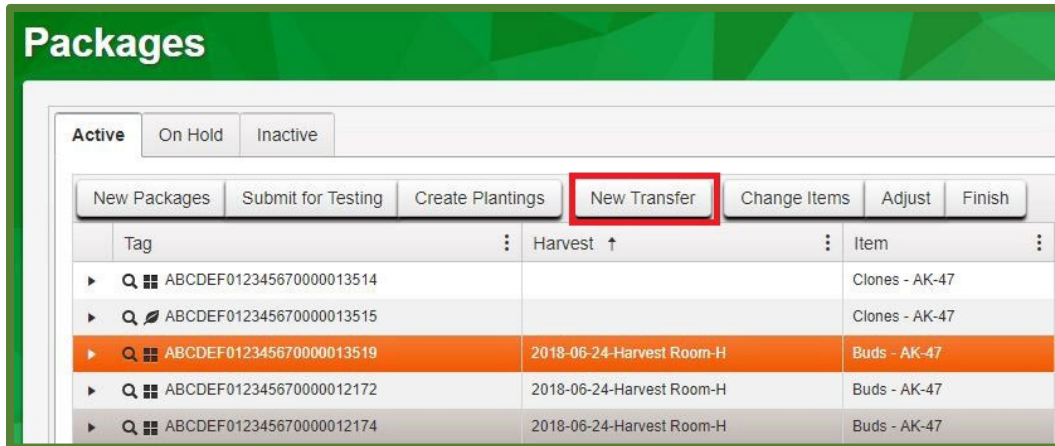 Packages
Active On Hold Inactive
New Packages Submit for Testing Create Plantings New Transfer Change Items Adjust Finish
Tag Harvest ↑ Item
ABCDEF012345670000013514 Clones - AK-47
ABCDEF012345670000013515 Clones - AK-47
ABCDEF012345670000013519 2018-06-24-Harvest Room-H Buds - AK-47
ABCDEF012345670000012172 2018-06-24-Harvest Room-H Buds - AK-47
ABCDEF012345670000012174 2018-06-24-Harvest Room-H Buds - AK-47